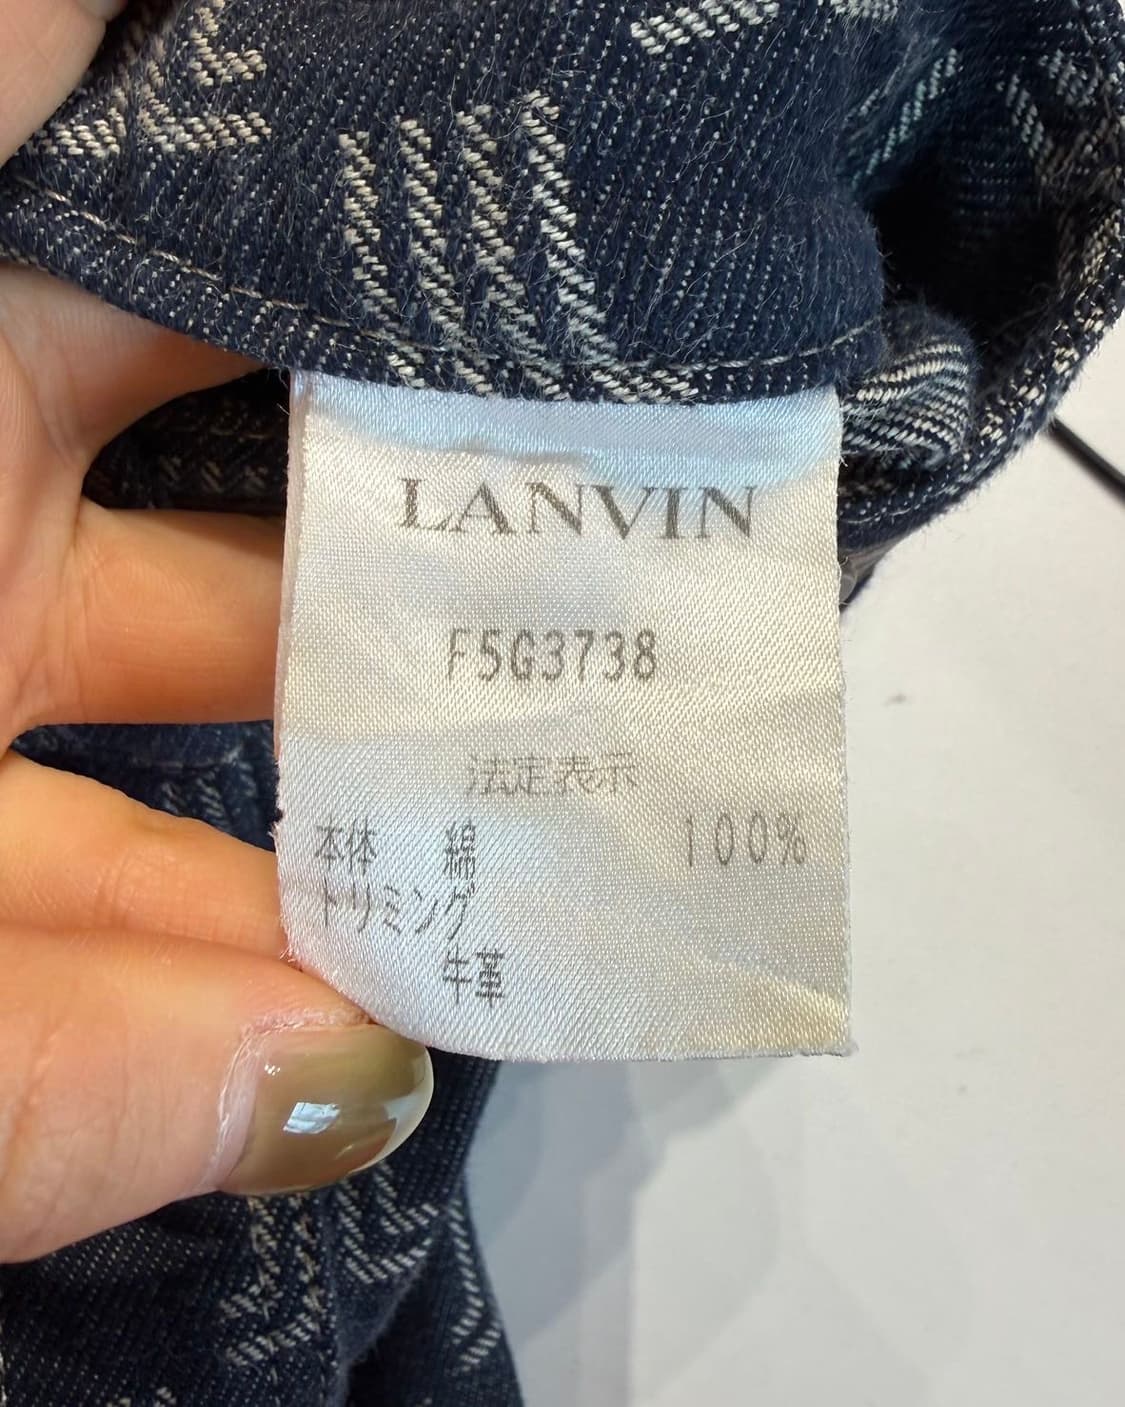 LANVIN
F5G3738
法定表示
本体 綿 100%
トリミング
牛革